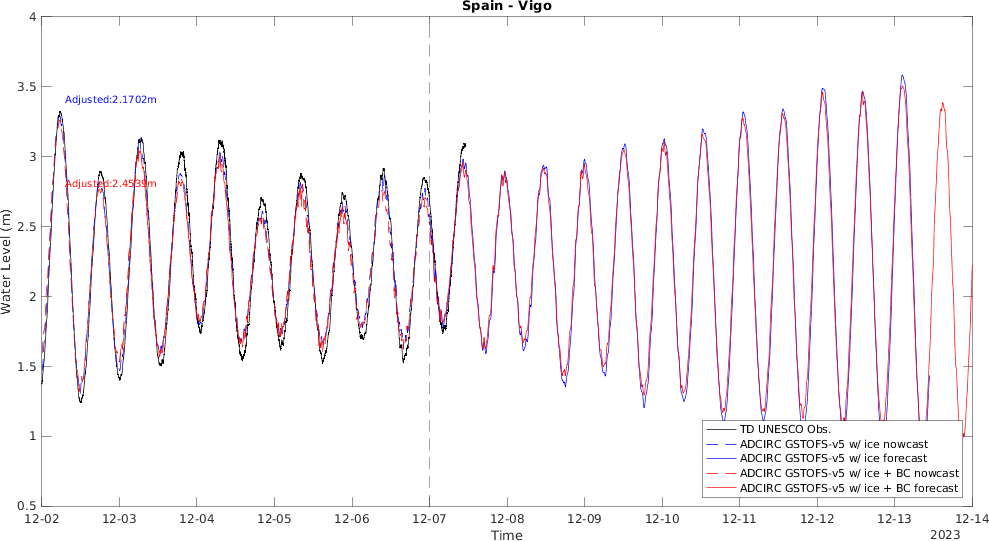 Spain - Vigo
4
3.5
3
2.5
2
1.5
1
0.5
Water Level (m)
Adjusted:2.1702m
Adjusted:2.4539m
TD UNESCO Obs.
ADCIRC GSTOFS-v5 w/ ice nowcast
ADCIRC GSTOFS-v5 w/ ice forecast
ADCIRC GSTOFS-v5 w/ ice + BC nowcast
ADCIRC GSTOFS-v5 w/ ice + BC forecast
12-02 12-03 12-04 12-05 12-06 12-07 12-08 12-09 12-10 12-11 12-12 12-13 12-14
Time
2023